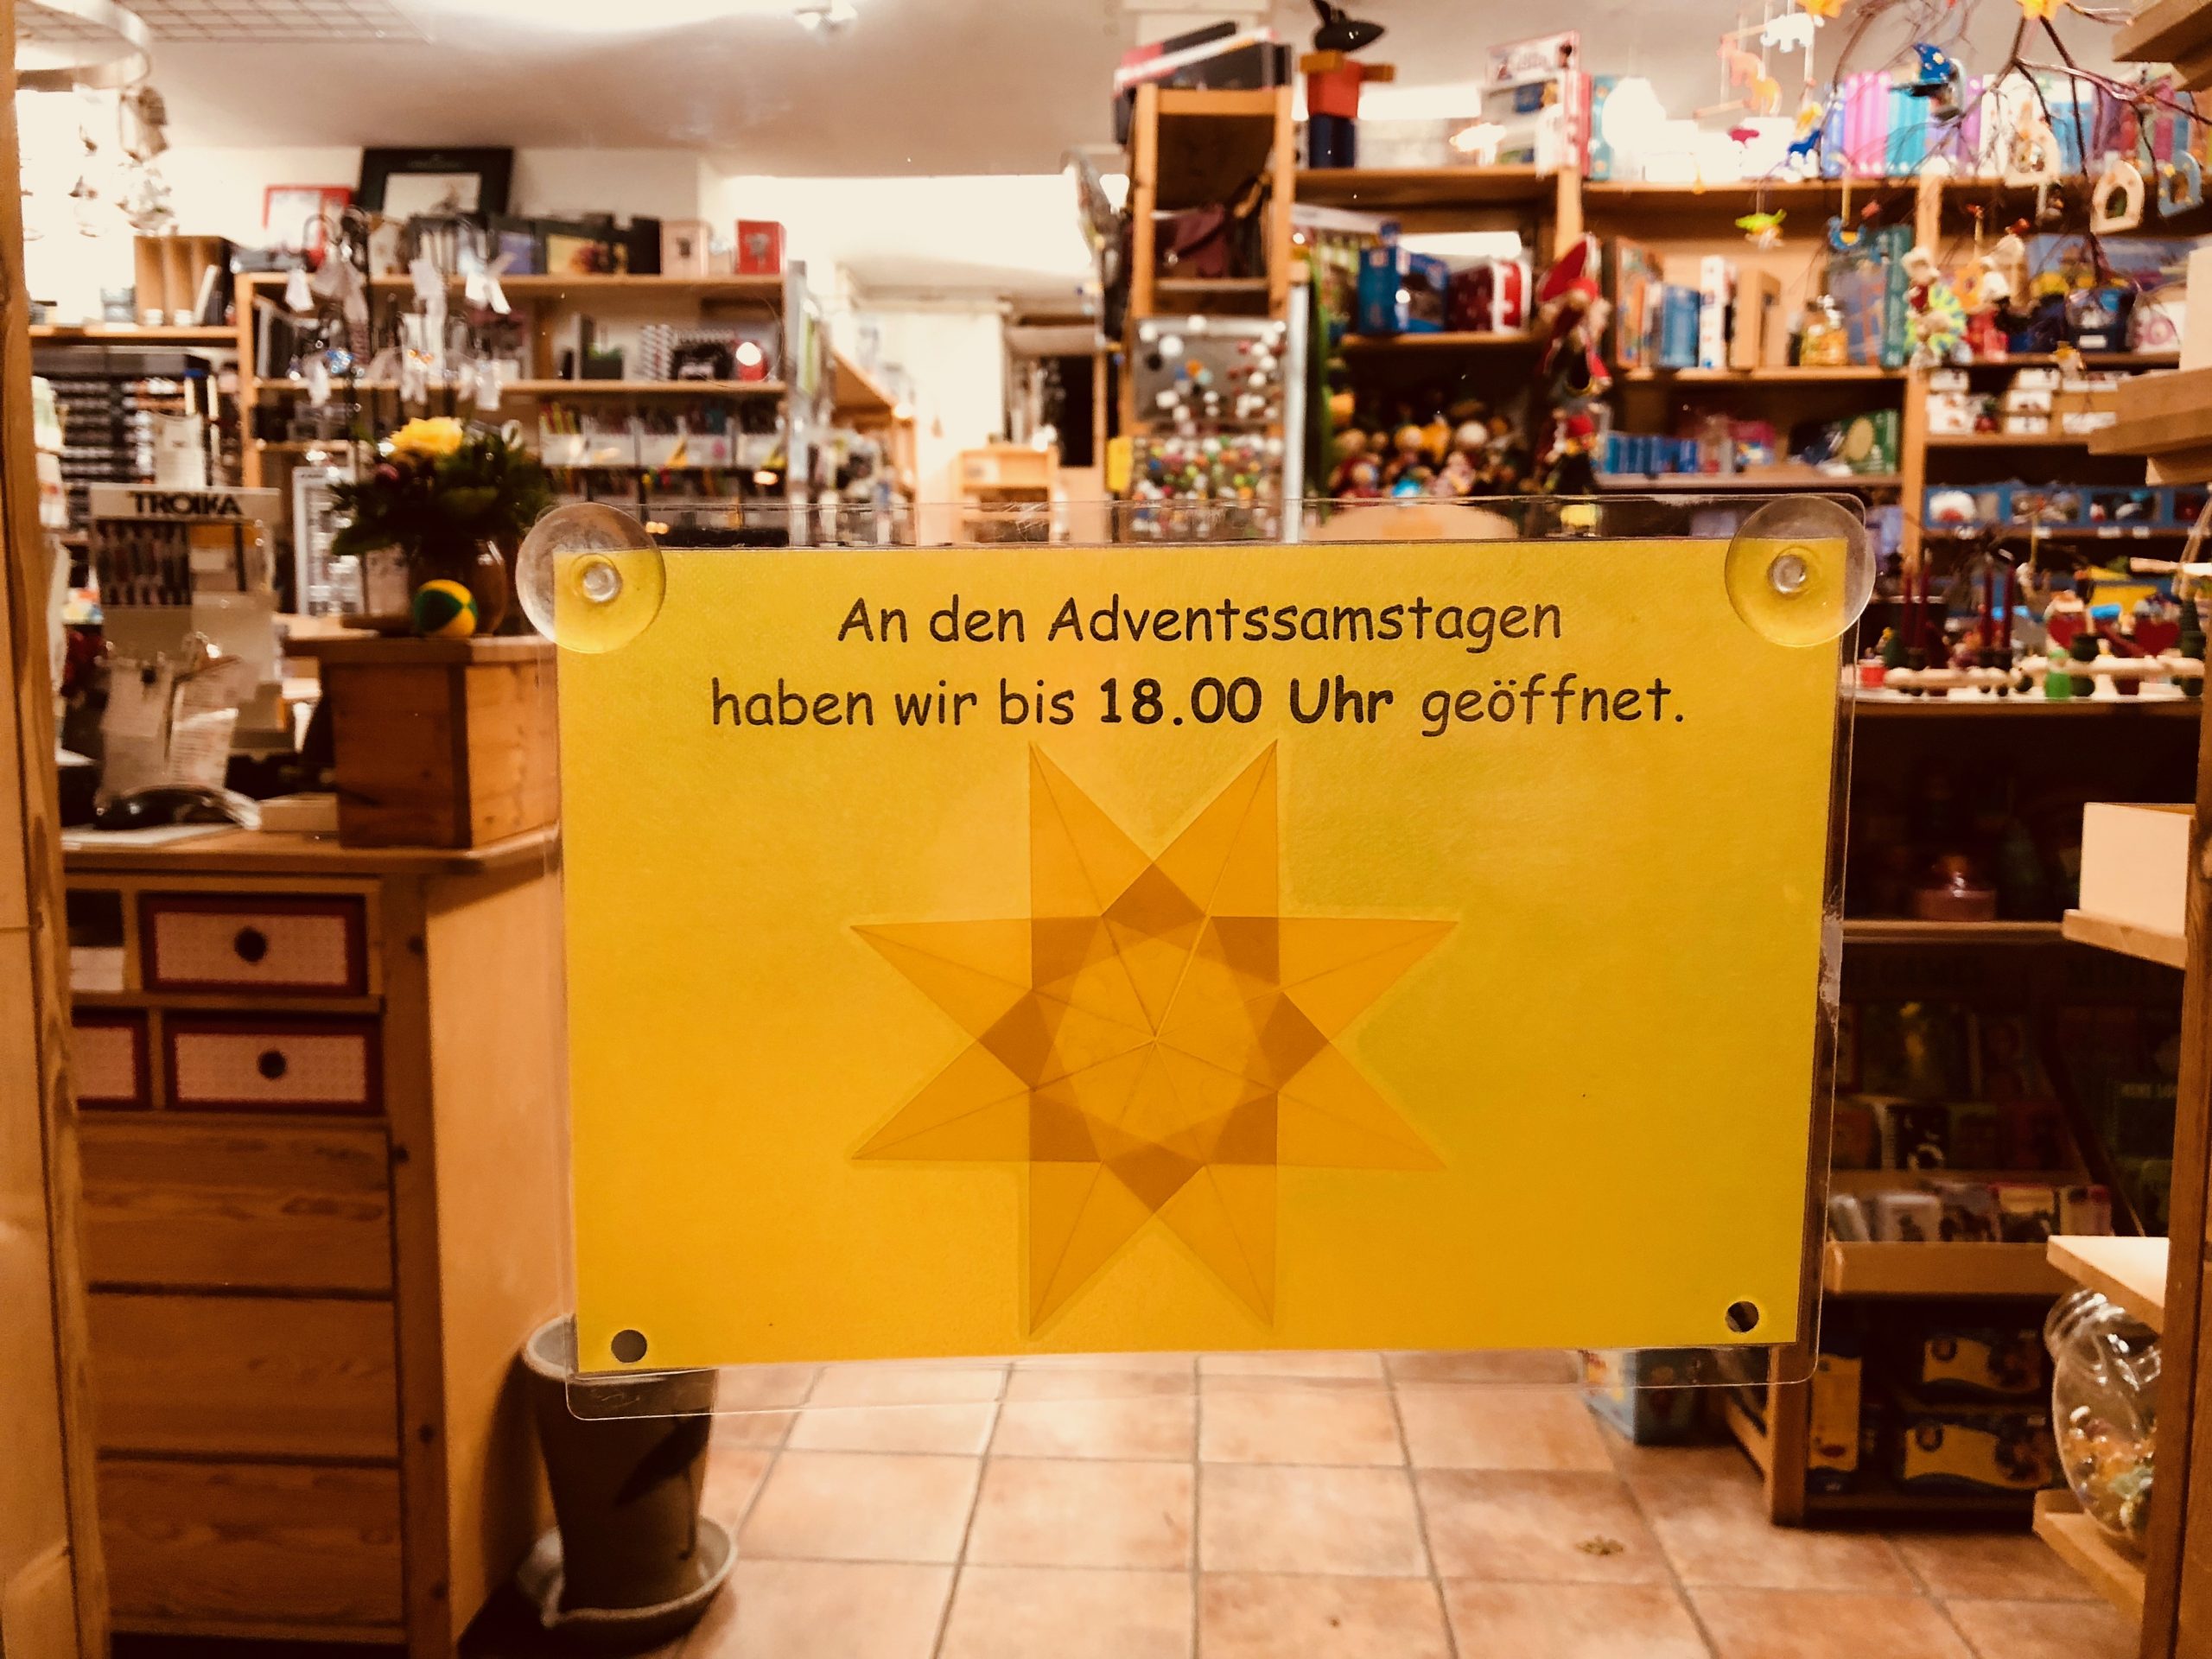 TROIKA
An den Adventssamstagen
haben wir bis 18.00 Uhr geöffnet.